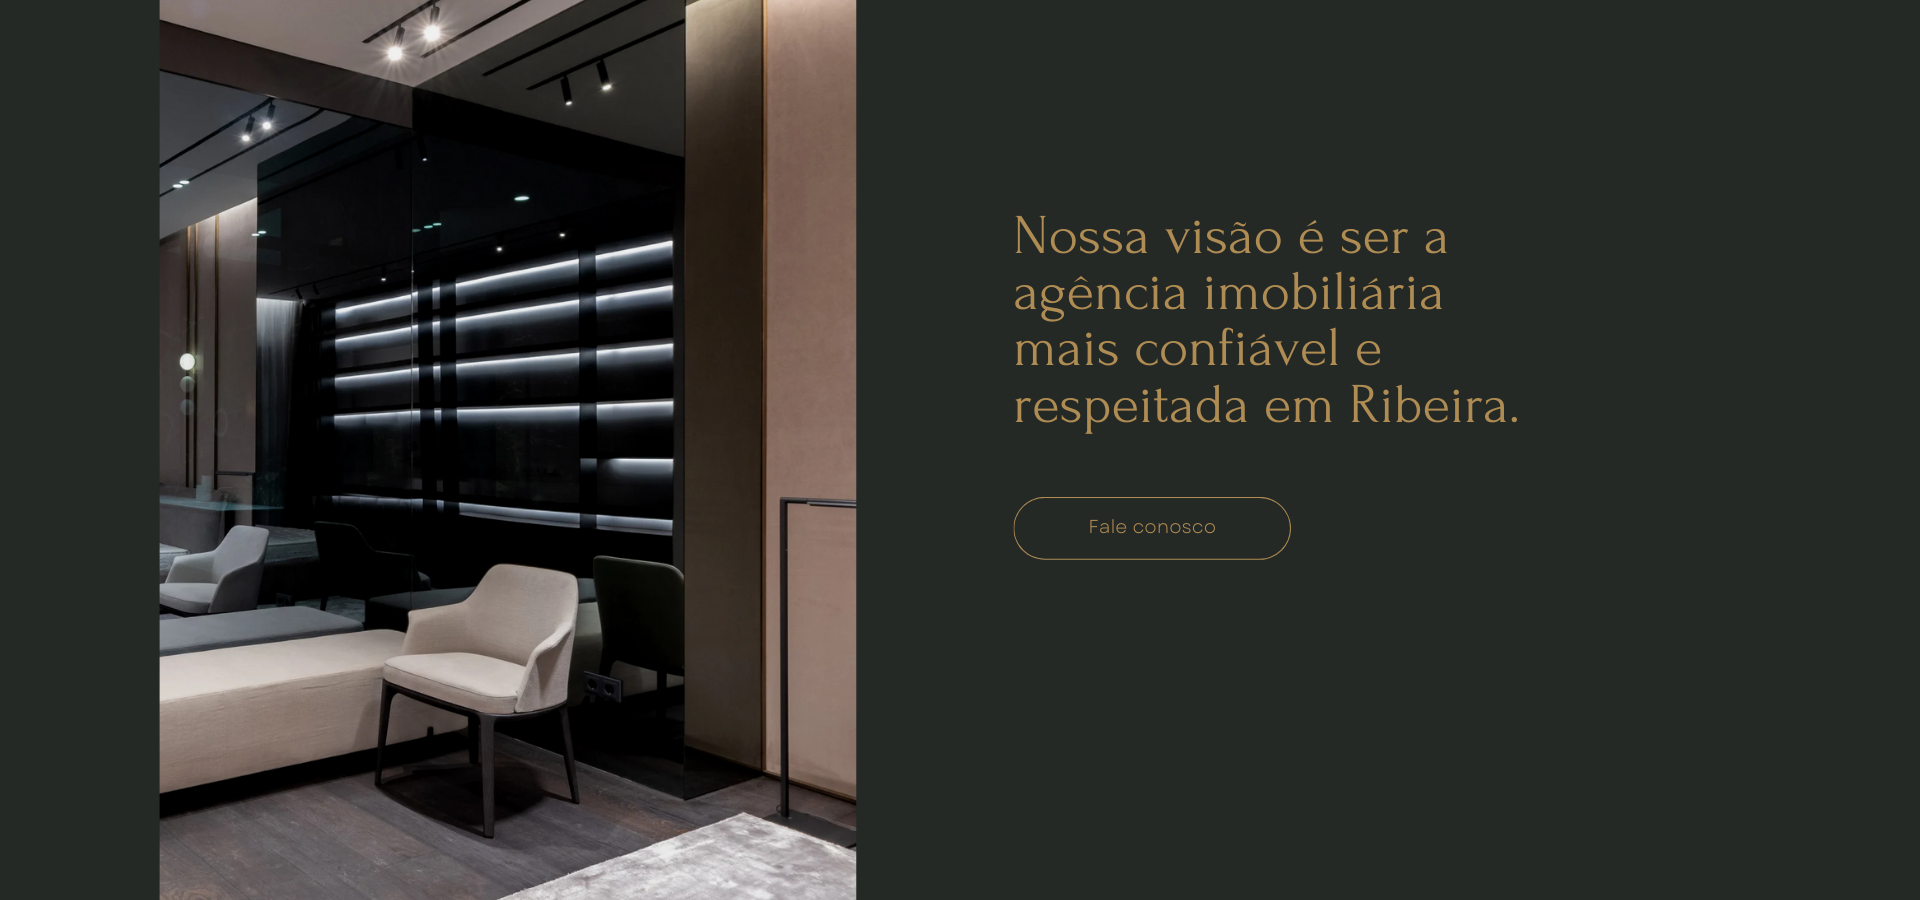 Nossa visão é ser a
agência imobiliária
mais confiável e
respeitada em Ribeira.
Fale conosco